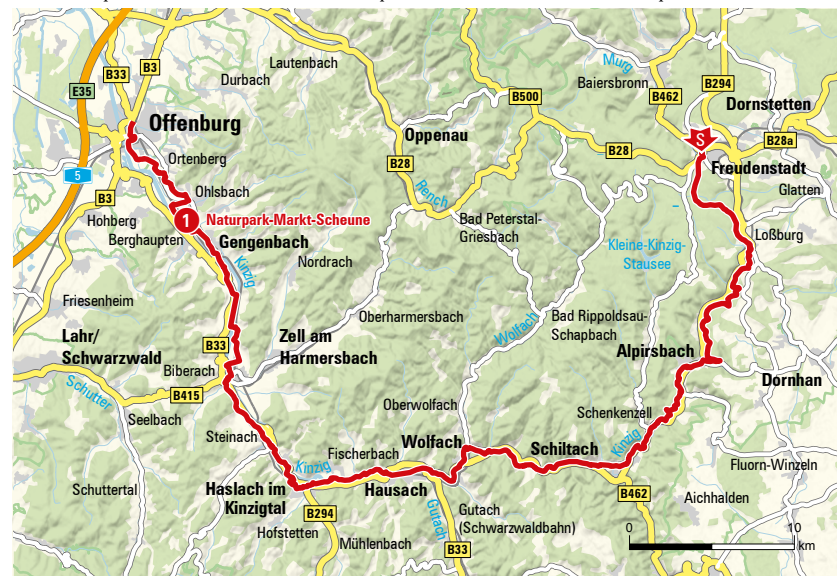 B33
B3
Lautenbach
Durbach
Murg
Baiersbronn
B462
B294
Dornstetten
E35
B500
Offenburg
Oppenau
B28
S
B28a
Freudenstadt
Ortenberg
B28
5
Ohlsbach
Rench
Glatten
B3
Hohberg
1
Naturpark-Markt-Scheune
Bad Peterstal-
Griesbach
Loßburg
Berghaupten
Gengenbach
Kleine-Kinzig-
Stausee
Kinzig
Nordrach
Friesenheim
Oberharmersbach
Bad Rippoldsau-
Schapbach
Wolfach
Lahr/
Schwarzwald
B33
Zell am
Harmersbach
Alpirsbach
Biberach
Dornhan
Schutter
B415
Seelbach
Oberwolfach
Schenkenzell
Steinach
Wolfach
Schiltach
Kinzig
Fischerbach
Kinzig
Fluorn-Winzeln
Schuttertal
Haslach im
Kinzigtal
Hausach
B462
Aichhalden
B294
Gutach
Gutach
(Schwarzwaldbahn)
Hofstetten
Mühlenbach
B33
0
10
km